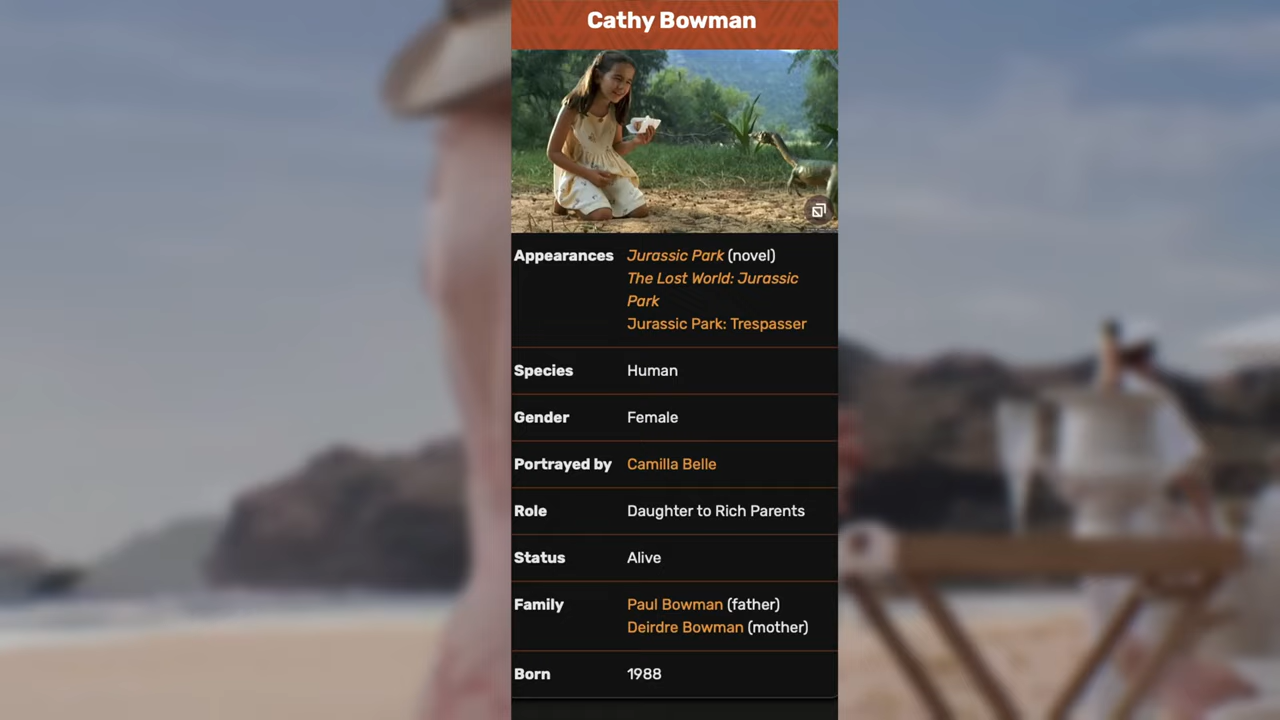 Cathy Bowman
Appearances Jurassic Park (novel)
The Lost World: Jurassic
Park
Jurassic Park: Trespasser
Species Human
Gender Female
Portrayed by Camilla Belle
Role Daughter to Rich Parents
Status Alive
Family Paul Bowman (father)
Deirdre Bowman (mother)
Born 1988